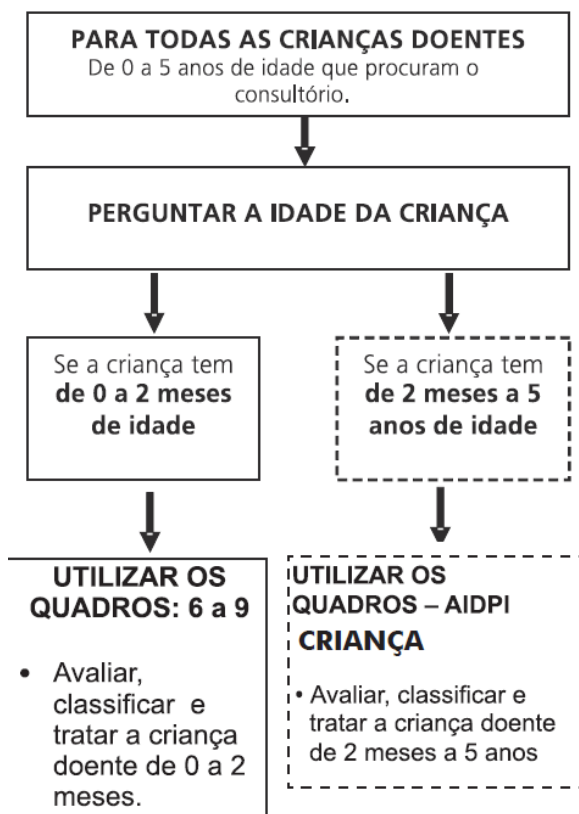 PARA TODAS AS CRIANÇAS DOENTES
De 0 a 5 anos de idade que procuram o
consultório.
PERGUNTAR A IDADE DA CRIANÇA
Se a criança tem
de 0 a 2 meses
de idade
Se a criança tem
de 2 meses a 5
anos de idade
UTILIZAR OS
QUADROS: 6 a 9
• Avaliar,
classificar e
tratar a criança
doente de 0 a 2
meses.
UTILIZAR OS
QUADROS – AIDPI
CRIANÇA
• Avaliar, classificar e
tratar a criança doente
de 2 meses a 5 anos